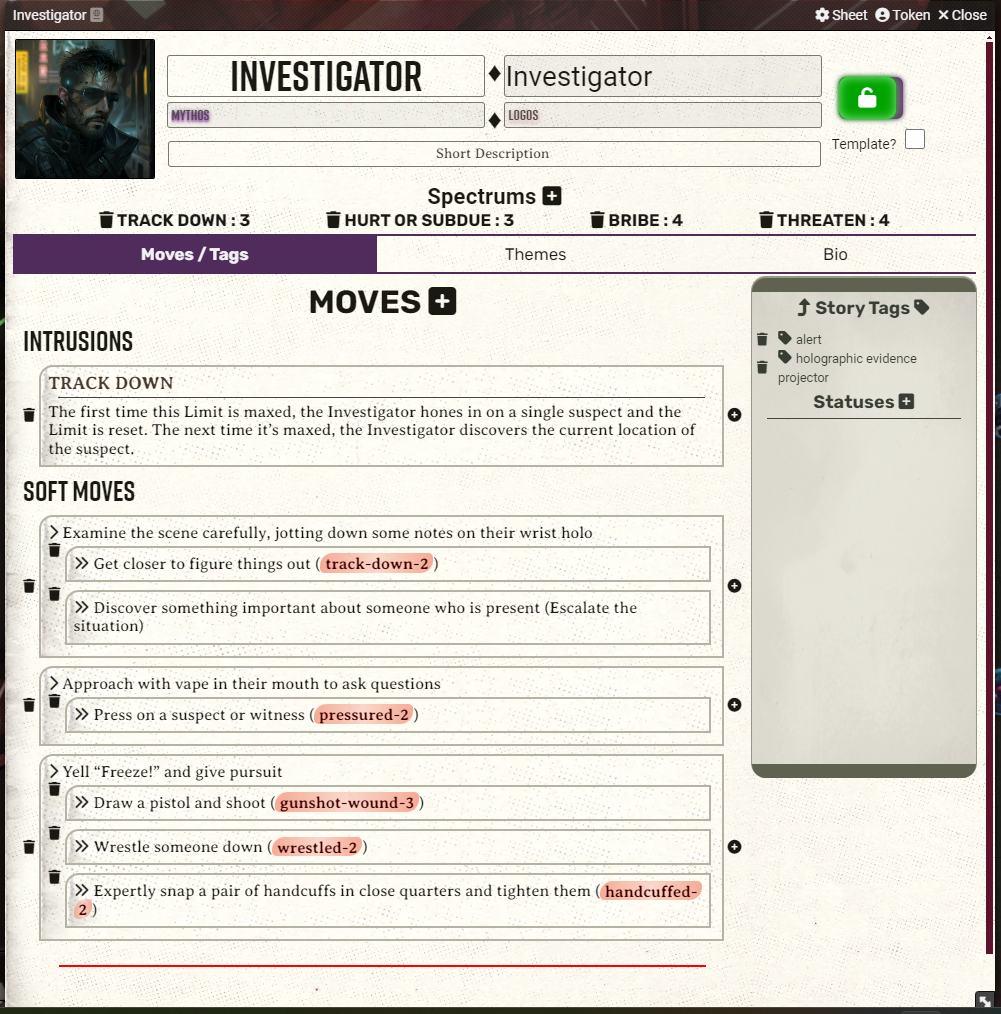 Investigator
Sheet Token Close
INVESTIGATOR
Investigator
MYTHOS
LOGOS
Template?
Short Description
Spectrums
TRACK DOWN : 3 HURT OR SUBDUE : 3 BRIBE : 4 THREATEN : 4
Moves / Tags Themes Bio
MOVES
INTRUSIONS
TRACK DOWN
The first time this Limit is maxed, the Investigator hones in on a single suspect and the
Limit is reset. The next time it's maxed, the Investigator discovers the current location of
the suspect.
SOFT MOVES
Examine the scene carefully, jotting down some notes on their wrist holo
Get closer to figure things out (track-down-2)
Discover something important about someone who is present (Escalate the
situation)
Approach with vape in their mouth to ask questions
Press on a suspect or witness (pressured-2)
Yell “Freeze!” and give pursuit
Draw a pistol and shoot (gunshot-wound-3)
Wrestle someone down (wrestled-2)
Expertly snap a pair of handcuffs in close quarters and tighten them (handcuffed-
2)
Story Tags
alert
holographic evidence
projector
Statuses